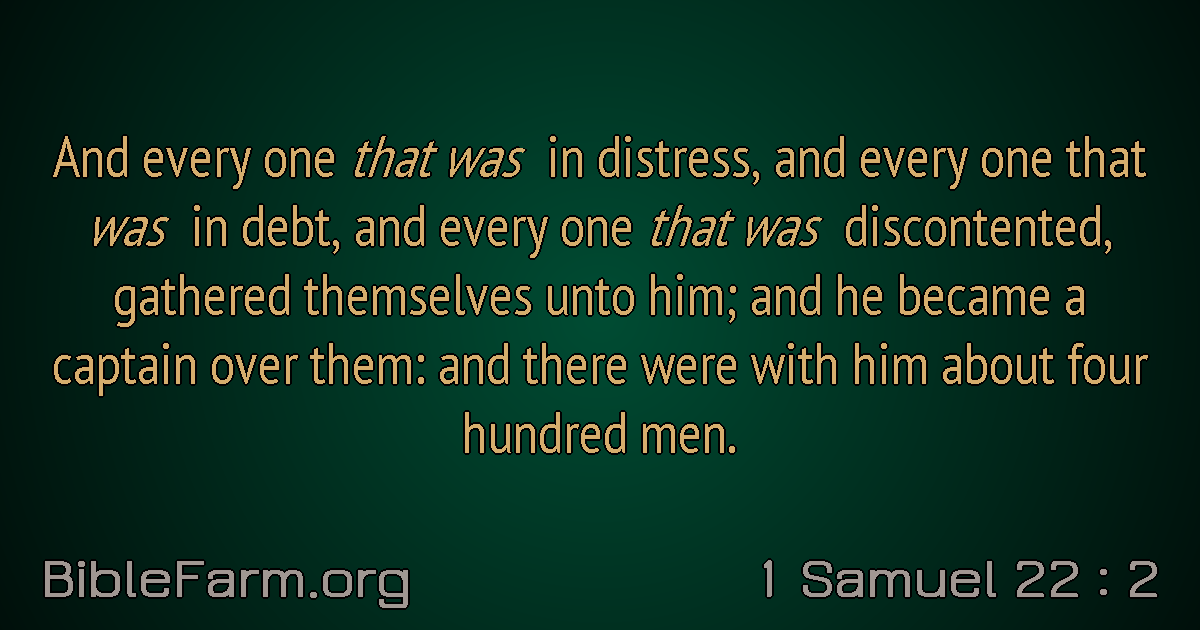 And every one that was in distress, and every one that
was in debt, and every one that was discontented,
gathered themselves unto him; and he became a
captain over them: and there were with him about four
hundred men.
BibleFarm.org
1 Samuel 22 : 2